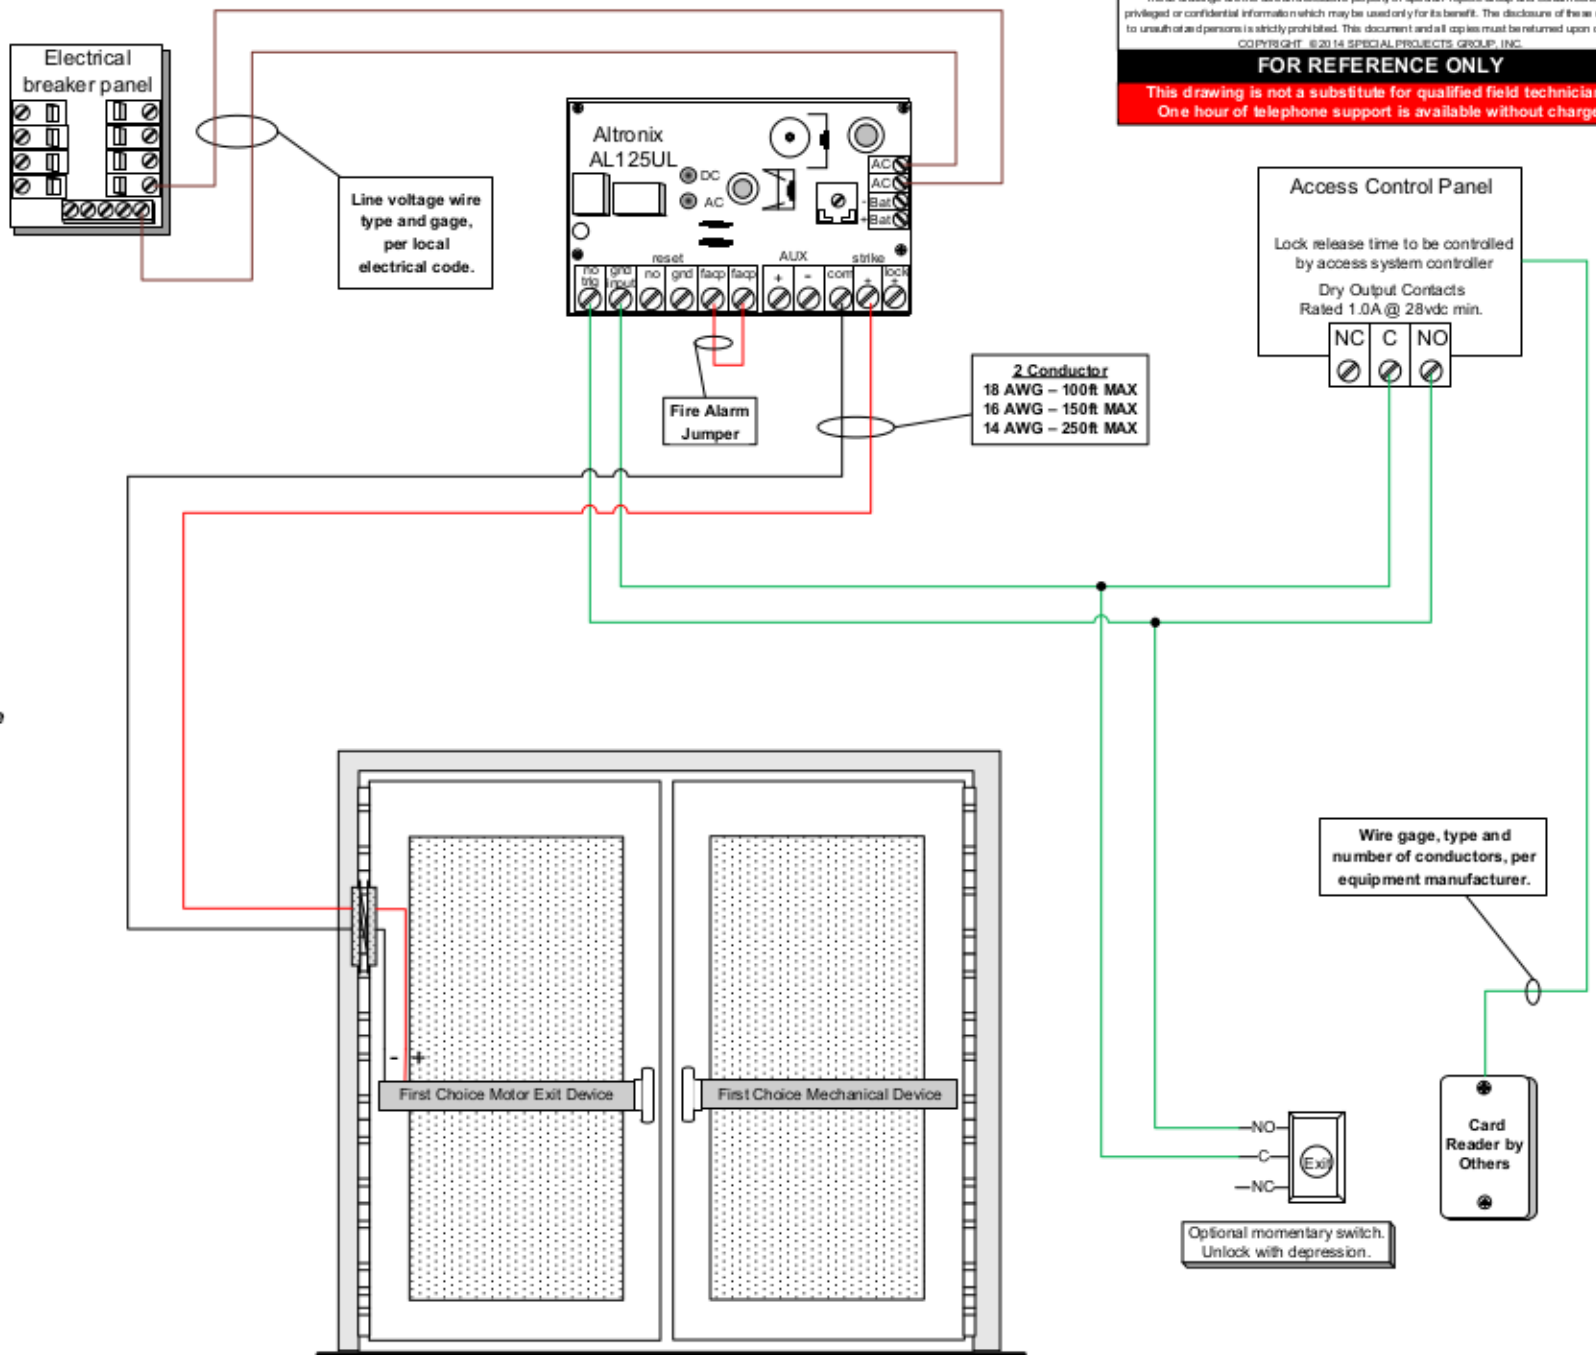 privileged or confidential information which may be used only for its benefit. The disclosure of these
to unauthorized persons is strictly prohibited. This document and all copies must be returned upon
COPYRIGHT ©2014 SPECIAL PROJECTS GROUP, INC.
FOR REFERENCE ONLY
This drawing is not a substitute for qualified field technician
One hour of telephone support is available without charge
Electrical
breaker panel
Line voltage wire
type and gage,
per local
electrical code.
Altronix
AL125UL
DC
AC
AC
AC
- Bat
+ Bat
reset
AUX
strike
no trig
gnd input
no
gnd
facp
facp
+
-
com
+
lock +
Fire Alarm
Jumper
2 Conductor
18 AWG – 100ft MAX
16 AWG – 150ft MAX
14 AWG – 250ft MAX
Access Control Panel
Lock release time to be controlled
by access system controller
Dry Output Contacts
Rated 1.0A @ 28vdc min.
NC C NO
Wire gage, type and
number of conductors, per
equipment manufacturer.
- +
First Choice Motor Exit Device
First Choice Mechanical Device
NO
C
NC
Exit
Optional momentary switch.
Unlock with depression.
Card
Reader by
Others